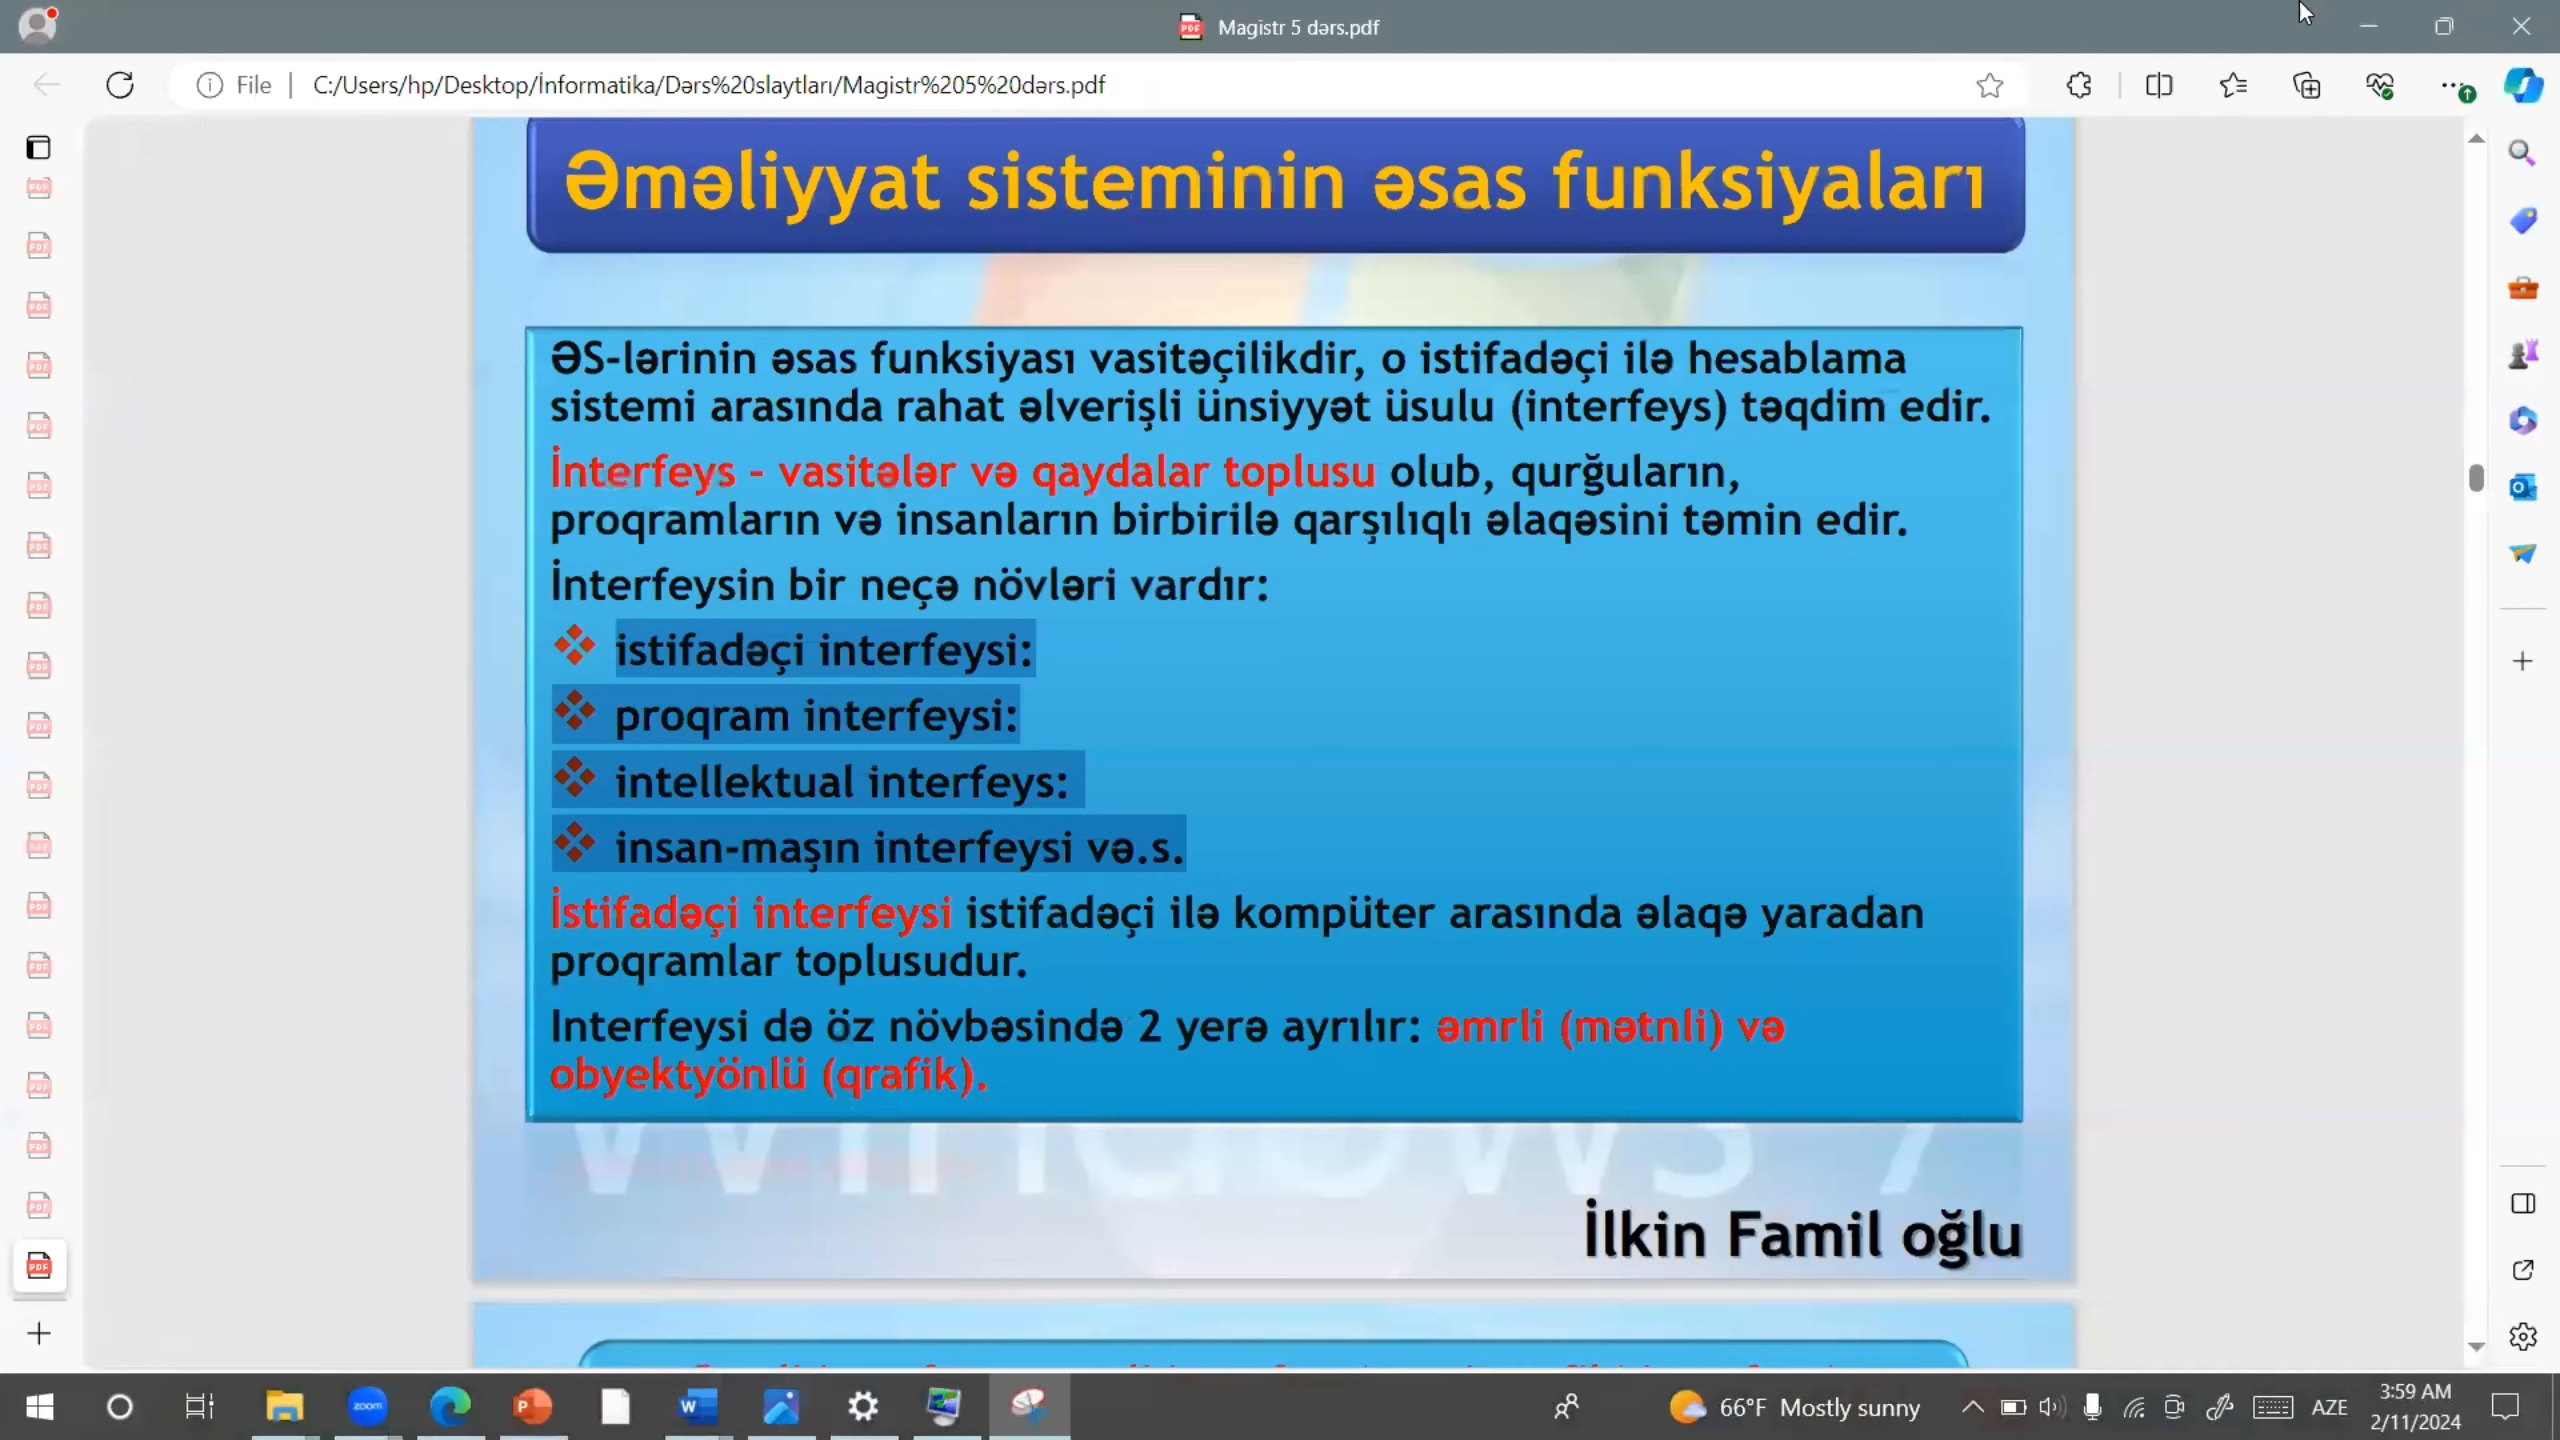 Magistr 5 dərs.pdf
File | C:/Users/hp/Desktop/İnformatika/Dərs%20slaytları/Magistr%205%20dərs.pdf
Əməliyyat sisteminin əsas funksiyaları
ƏS-lərinin əsas funksiyası vasitəçilikdir, o istifadəçi ilə hesablama
sistemi arasında rahat əlverişli ünsiyyət üsulu (interfeys) təqdim edir.
İnterfeys - vasitələr və qaydalar toplusu olub, qurğuların,
proqramların və insanların birbirilə qarşılıqlı əlaqəsini təmin edir.
İnterfeysin bir neçə növləri vardır:
❖ istifadəçi interfeysi:
❖ proqram interfeysi:
❖ intellektual interfeys:
❖ insan-maşın interfeysi və.s.
İstifadəçi interfeysi istifadəçi ilə kompüter arasında əlaqə yaradan
proqramlar toplusudur.
Interfeysi də öz növbəsində 2 yerə ayrılır: əmrli (mətnli) və
obyektyönlü (qrafik).
Windows 7
İlkin Famil oğlu
zoom
66°F Mostly sunny
AZE
3:59 AM
2/11/2024